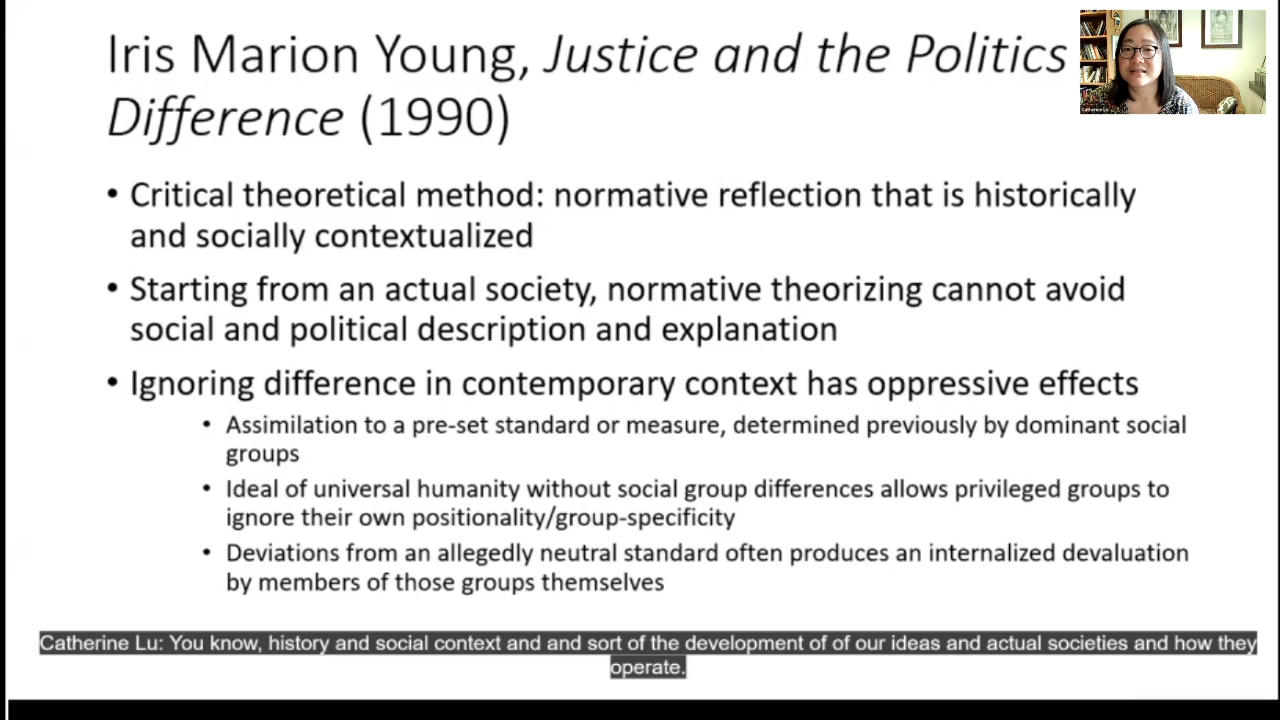 Iris Marion Young, Justice and the Politics
Difference (1990)
• Critical theoretical method: normative reflection that is historically
and socially contextualized
• Starting from an actual society, normative theorizing cannot avoid
social and political description and explanation
• Ignoring difference in contemporary context has oppressive effects
• Assimilation to a pre-set standard or measure, determined previously by dominant social
groups
• Ideal of universal humanity without social group differences allows privileged groups to
ignore their own positionality/group-specificity
• Deviations from an allegedly neutral standard often produces an internalized devaluation
by members of those groups themselves
Catherine Lu
Catherine Lu: You know, history and social context and and sort of the development of of our ideas and actual societies and how they
operate.